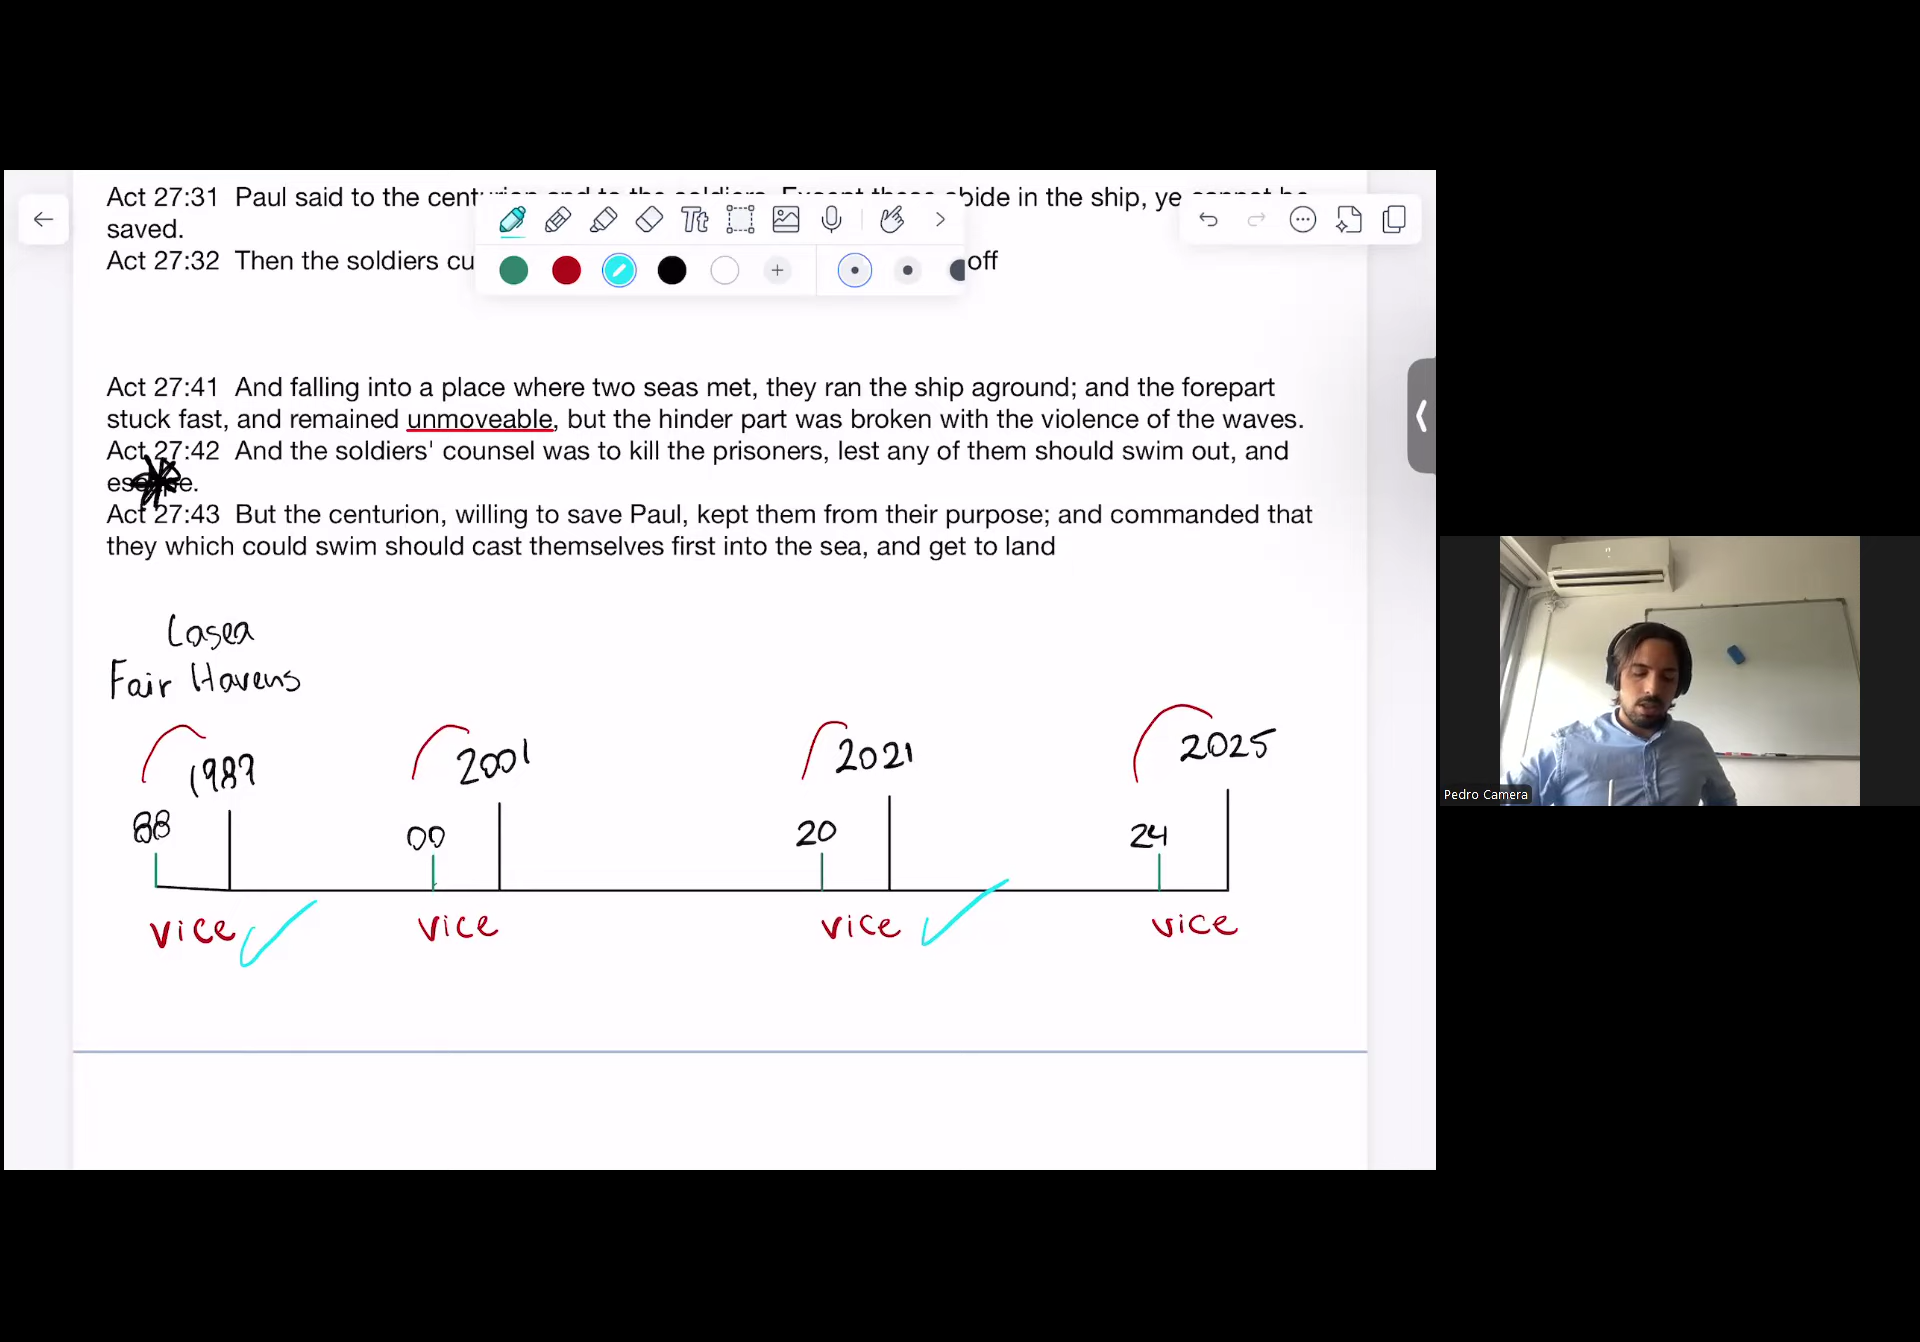 Act 27:31 Paul said to the bide in the ship, ye
saved.
Act 27:32 Then the soldiers cu off
Tt
Act 27:41 And falling into a place where two seas met, they ran the ship aground; and the forepart
stuck fast, and remained unmoveable, but the hinder part was broken with the violence of the waves.
Act 27:42 And the soldiers' counsel was to kill the prisoners, lest any of them should swim out, and
Act 27:43 But the centurion, willing to save Paul, kept them from their purpose; and commanded that
they which could swim should cast themselves first into the sea, and get to land
Lasea
Fair Havens
1989 2001 2021 2025
88 00 20 24
vice vice vice vice
Pedro Camera